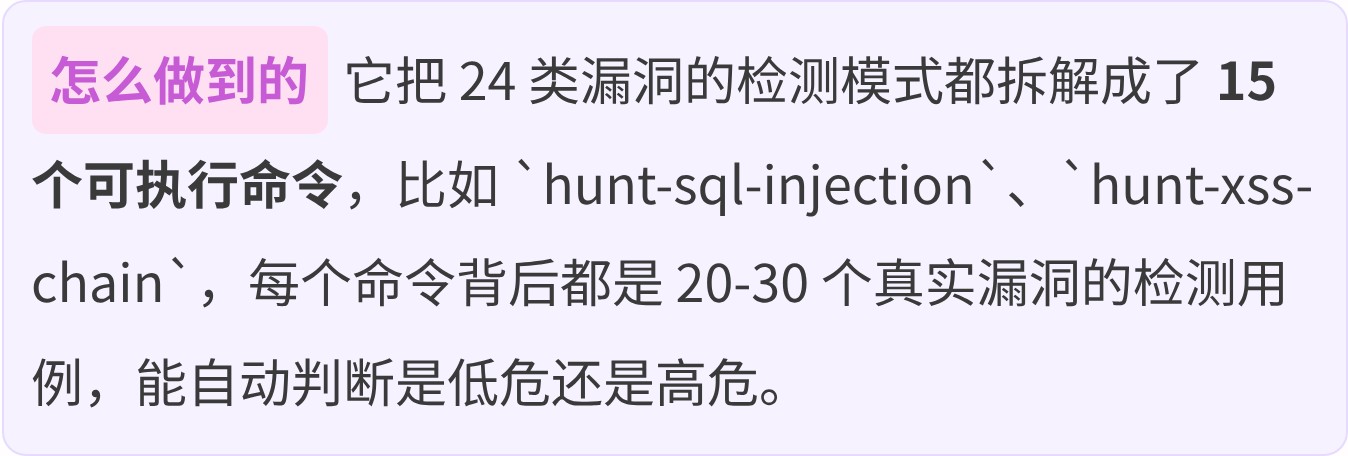 怎么做到的 它把 24 类漏洞的检测模式都拆解成了 15
个可执行命令，比如 `hunt-sql-injection`、`hunt-xss-
chain`，每个命令背后都是 20-30 个真实漏洞的检测用
例，能自动判断是低危还是高危。